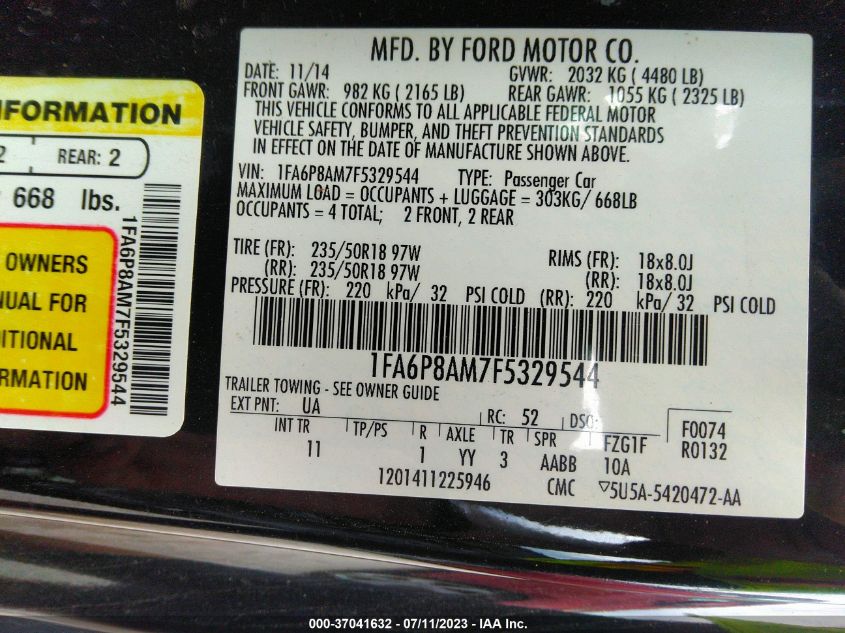 NFORMATION
2
REAR: 2
668 lbs.
OWNERS
NUAL FOR
DITIONAL
RMATION
1FA6P8AM7F5329544
MFD. BY FORD MOTOR CO.
DATE: 11/14 GVWR: 2032 KG ( 4480 LB)
FRONT GAWR: 982 KG ( 2165 LB) REAR GAWR: 1055 KG ( 2325 LB)
THIS VEHICLE CONFORMS TO ALL APPLICABLE FEDERAL MOTOR
VEHICLE SAFETY, BUMPER, AND THEFT PREVENTION STANDARDS
IN EFFECT ON THE DATE OF MANUFACTURE SHOWN ABOVE.
VIN: 1FA6P8AM7F5329544 TYPE: Passenger Car
MAXIMUM LOAD = OCCUPANTS + LUGGAGE = 303KG/ 668LB
OCCUPANTS = 4 TOTAL; 2 FRONT, 2 REAR
TIRE (FR): 235/50R18 97W RIMS (FR): 18x8.0J
(RR): 235/50R18 97W (RR): 18x8.0J
PRESSURE (FR): 220 kPa/ 32 PSI COLD (RR): 220 kPa/ 32 PSI COLD
1FA6P8AM7F5329544
TRAILER TOWING - SEE OWNER GUIDE
EXT PNT: UA RC: 52 DSO: F0074
INT TR TP/PS R AXLE TR SPR FZG1F R0132
11 1 YY 3 AABB 10A
1201411225946 CMC ▽5U5A-5420472-AA
000-37041632 - 07/11/2023 - IAA Inc.